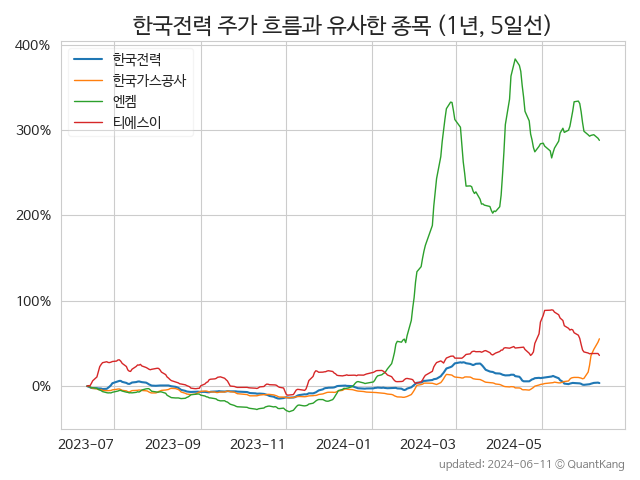 한국전력 주가 흐름과 유사한 종목 (1년, 5일선)
400%
300%
200%
100%
0%
한국전력
한국가스공사
엔켐
티에스이
2023-07 2023-09 2023-11 2024-01 2024-03 2024-05
updated: 2024-06-11 © QuantKang